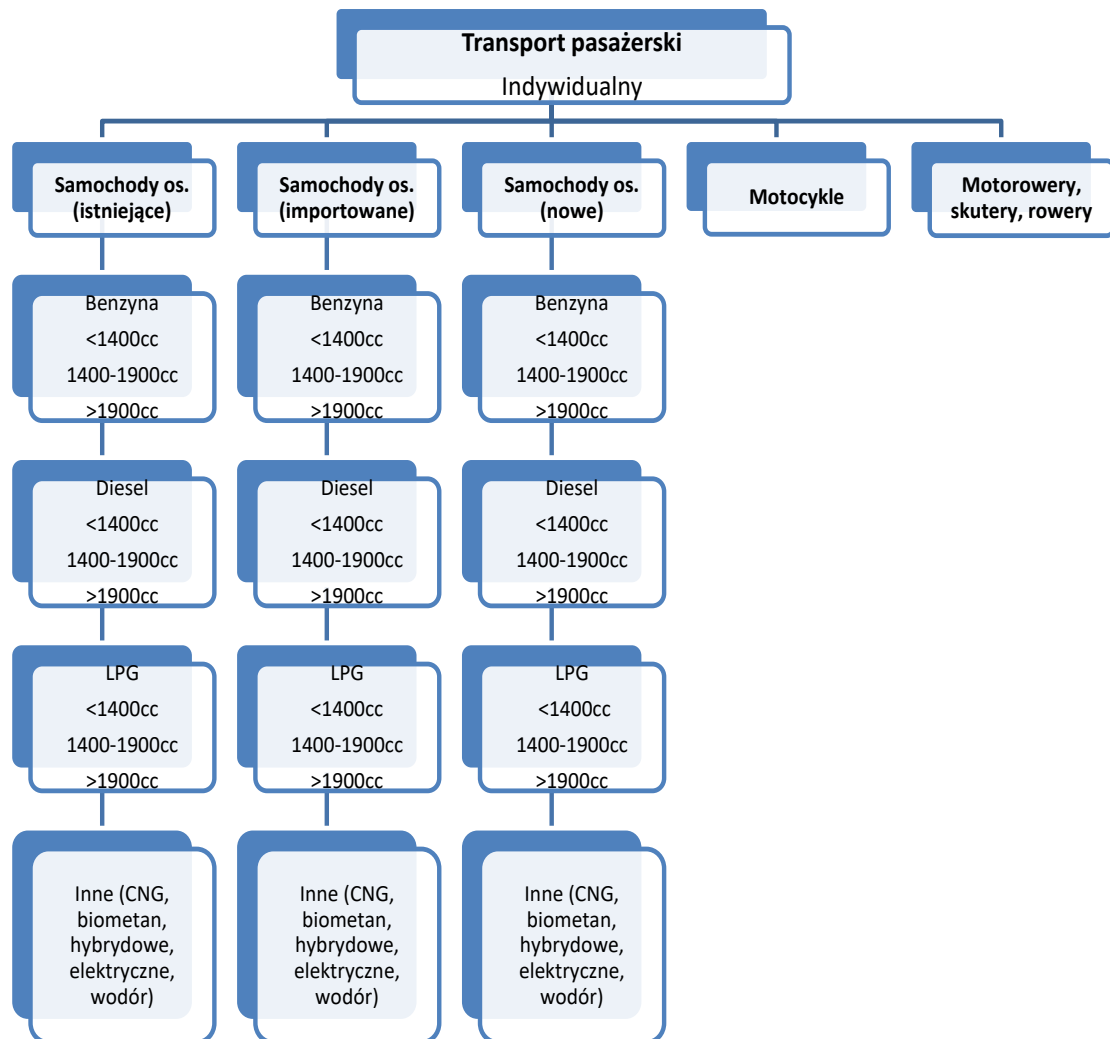 Transport pasażerski
Indywidualny
Samochody os.
(istniejące)
Samochody os.
(importowane)
Samochody os.
(nowe)
Motocykle
Motorowery,
skutery, rowery
Benzyna
<1400cc
1400-1900cc
>1900cc
Benzyna
<1400cc
1400-1900cc
>1900cc
Benzyna
<1400cc
1400-1900cc
>1900cc
Diesel
<1400cc
1400-1900cc
>1900cc
Diesel
<1400cc
1400-1900cc
>1900cc
Diesel
<1400cc
1400-1900cc
>1900cc
LPG
<1400cc
1400-1900cc
>1900cc
LPG
<1400cc
1400-1900cc
>1900cc
LPG
<1400cc
1400-1900cc
>1900cc
Inne (CNG,
biometan,
hybrydowe,
elektryczne,
wodór)
Inne (CNG,
biometan,
hybrydowe,
elektryczne,
wodór)
Inne (CNG,
biometan,
hybrydowe,
elektryczne,
wodór)